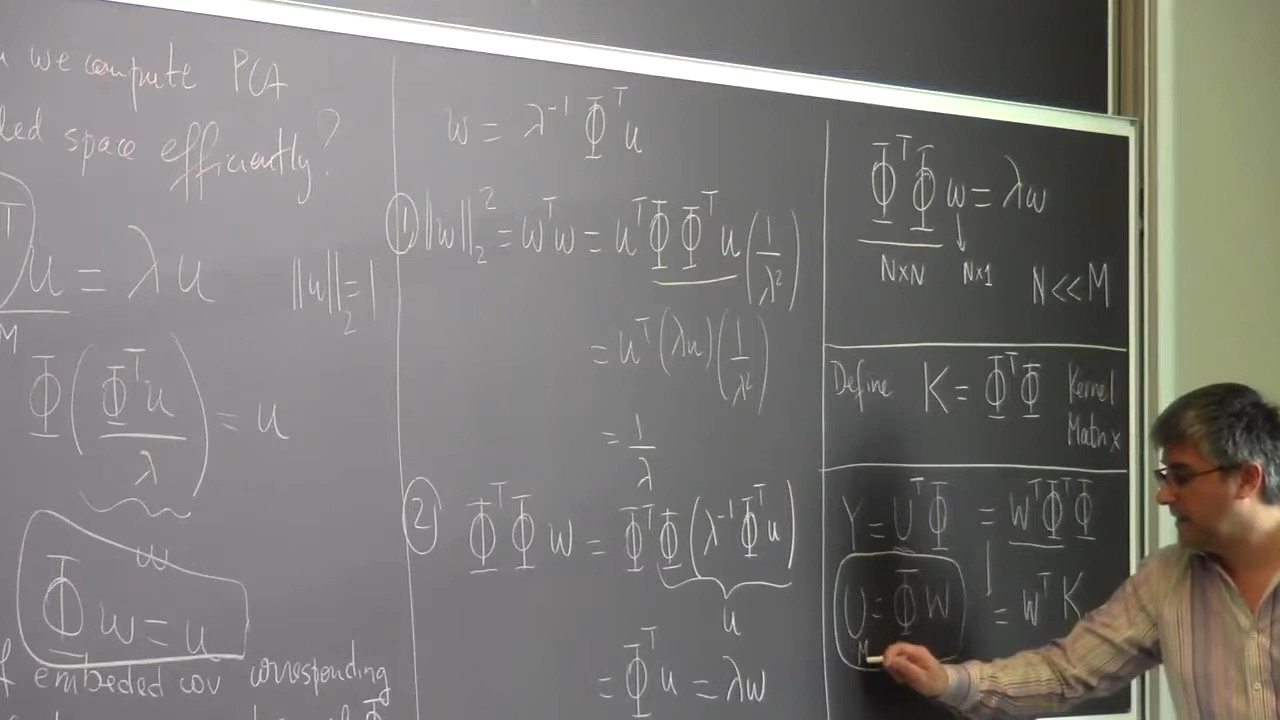 we compute PCA
space efficiently?
u = λu ‖u‖₂ = 1
M
Φ(Φᵀu/λ) = u
w
Φw = u
f embeded cov corresponding
w = λ⁻¹ Φᵀu
① ‖w‖₂² = wᵀw = uᵀΦΦᵀu (1/λ²)
= uᵀ(λu)(1/λ²)
= 1/λ
② ΦᵀΦw = ΦᵀΦ(λ⁻¹Φᵀu)
u
= Φᵀu = λw
ΦᵀΦw = λw
N×N N×1 N<<M
Define K = ΦᵀΦ Kernel
Matrix
Y = UᵀΦ = WᵀΦᵀΦ
U = ΦW = WᵀK
M